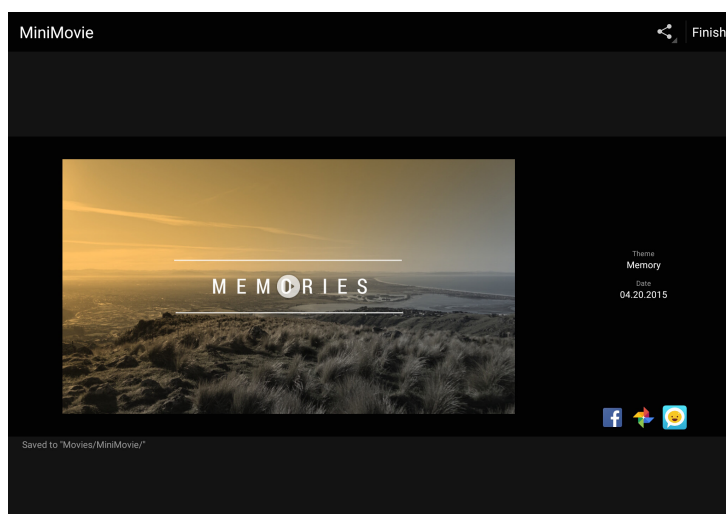 MiniMovie
Finish
MEMORIES
Theme
Memory
Date
04.20.2015
Saved to "Movies/MiniMovie/"